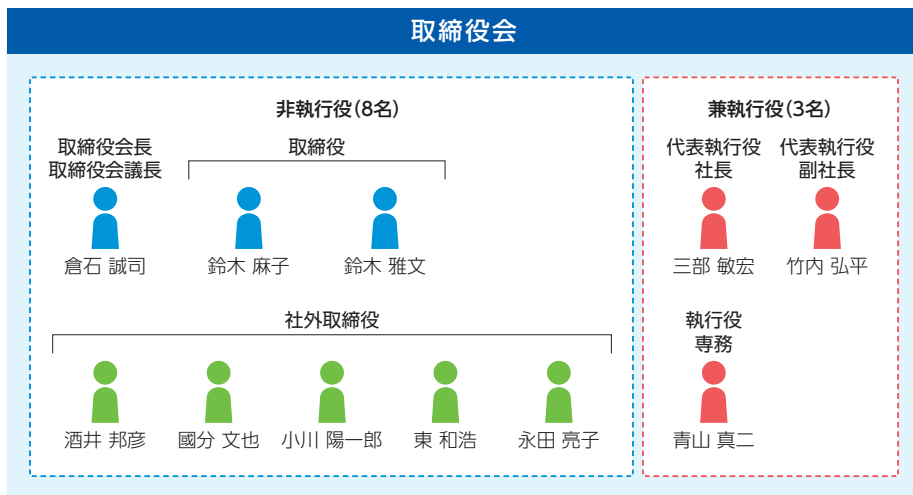 取締役会
非執行役（8名）
取締役会長
取締役会議長
取締役
倉石 誠司
鈴木 麻子
鈴木 雅文
社外取締役
酒井 邦彦
國分 文也
小川 陽一郎
東 和浩
永田 亮子
兼執行役（3名）
代表執行役
社長
代表執行役
副社長
三部 敏宏
竹内 弘平
執行役
専務
青山 真二